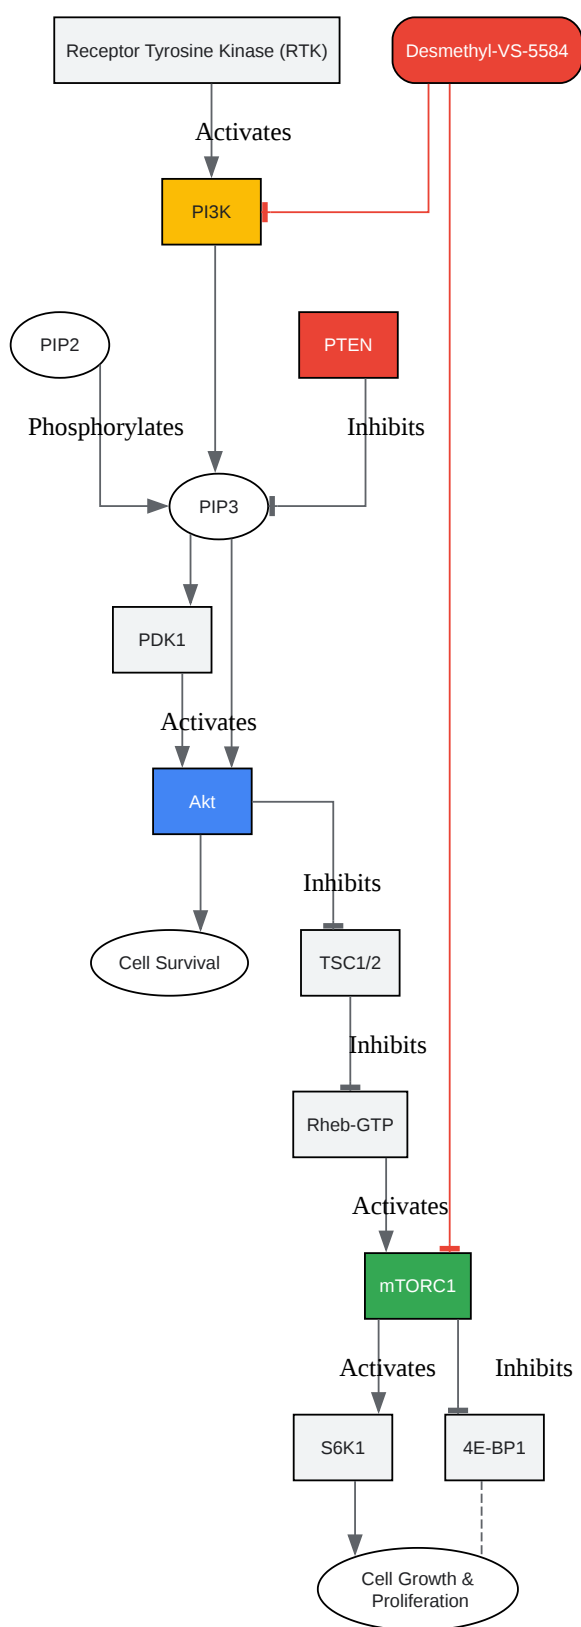 Receptor Tyrosine Kinase (RTK)
Desmethyl-VS-5584
Activates
PI3K
PIP2
PTEN
Phosphorylates
Inhibits
PIP3
PDK1
Activates
Akt
Inhibits
Cell Survival
TSC1/2
Inhibits
Rheb-GTP
Activates
mTORC1
Activates
Inhibits
S6K1
4E-BP1
Cell Growth &
Proliferation